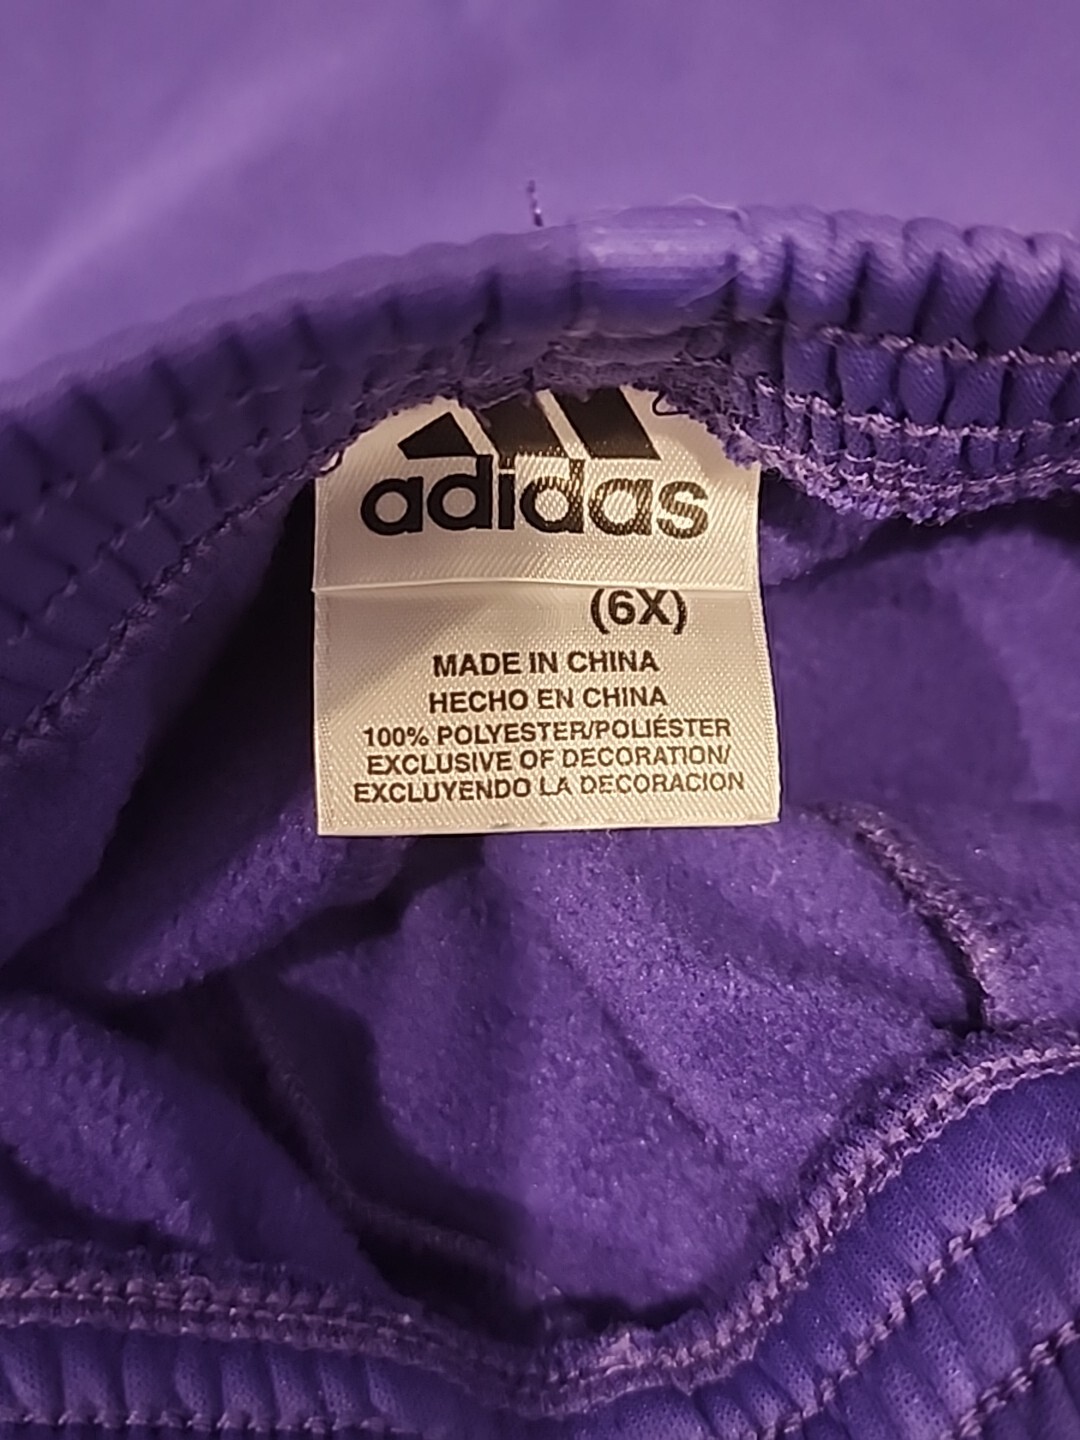 adidas
(6X)
MADE IN CHINA
HECHO EN CHINA
100% POLYESTER/POLIÉSTER
EXCLUSIVE OF DECORATION/
EXCLUYENDO LA DECORACION